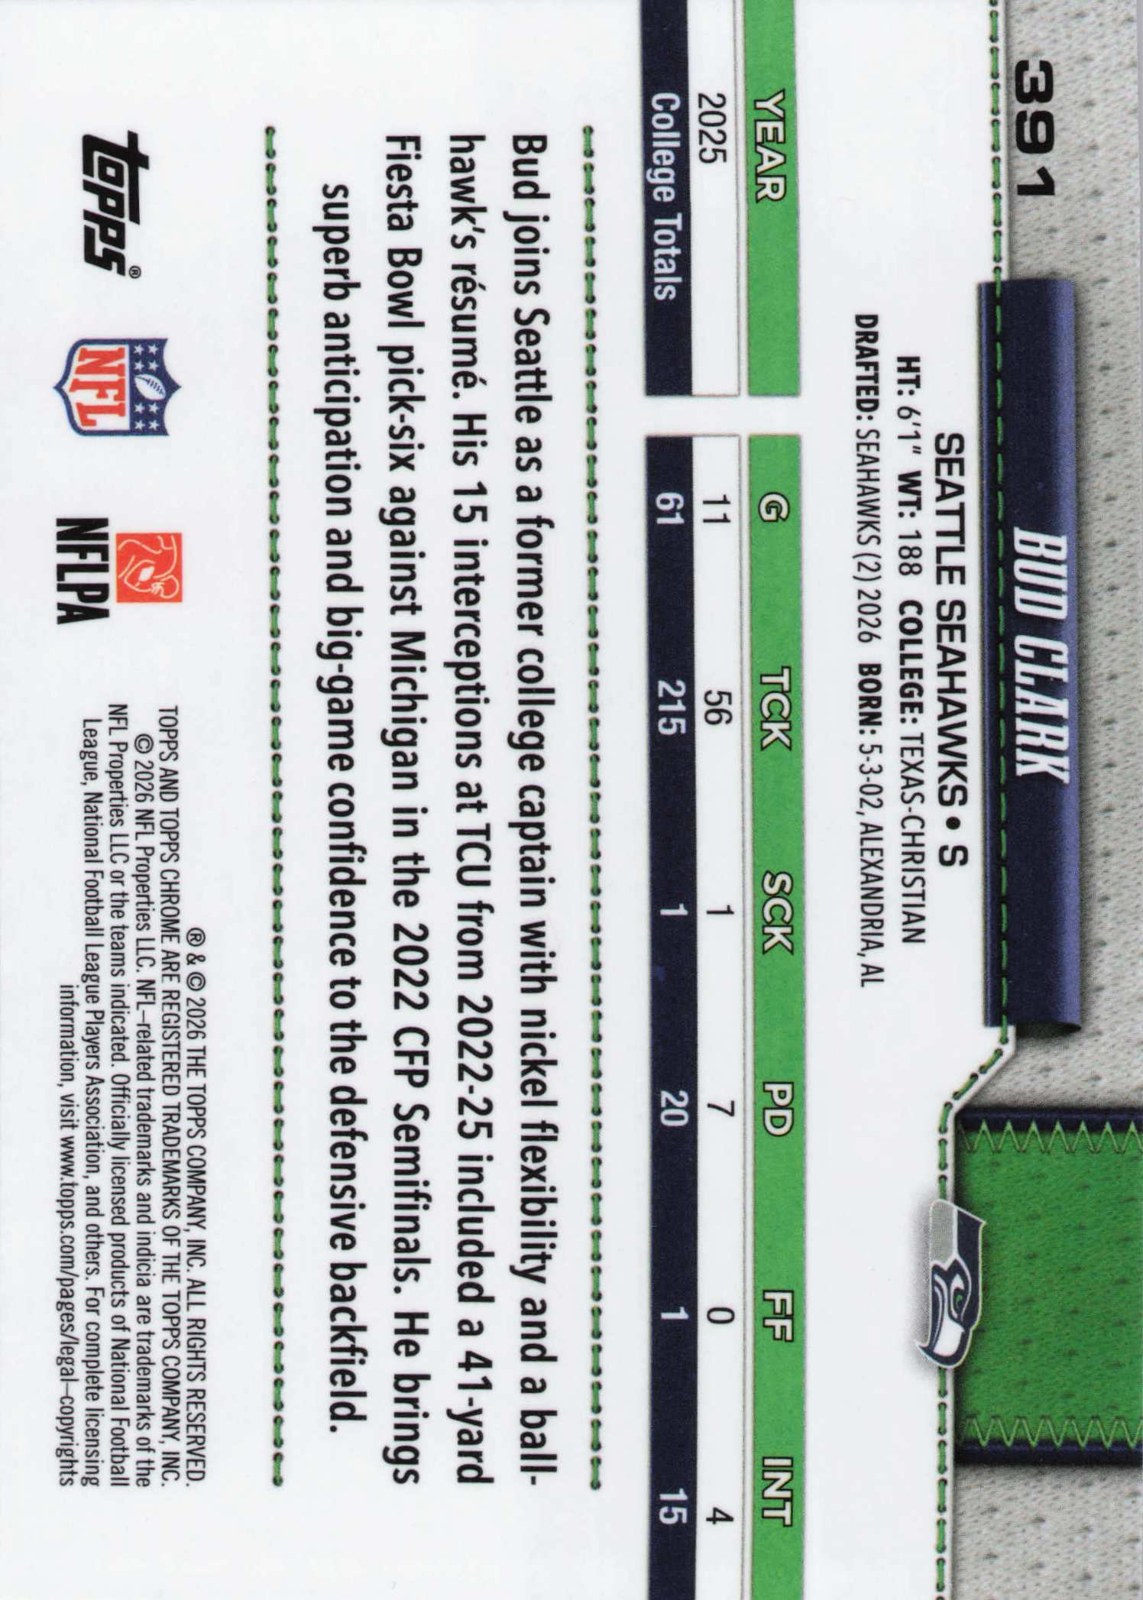 391
BUD CLARK
SEATTLE SEAHAWKS • S
HT: 6'1" WT: 188 COLLEGE: TEXAS-CHRISTIAN
DRAFTED: SEAHAWKS (2) 2026 BORN: 5-3-02, ALEXANDRIA, AL
YEAR G TCK SCK PD FF INT
2025 11 56 1 7 0 4
College Totals 61 215 1 20 1 15
Bud joins Seattle as a former college captain with nickel flexibility and a ball-
hawk's résumé. His 15 interceptions at TCU from 2022-25 included a 41-yard
Fiesta Bowl pick-six against Michigan in the 2022 CFP Semifinals. He brings
superb anticipation and big-game confidence to the defensive backfield.
topps®
NFL
NFLPA
® & © 2026 THE TOPPS COMPANY, INC. ALL RIGHTS RESERVED.
TOPPS AND TOPPS CHROME ARE REGISTERED TRADEMARKS OF THE TOPPS COMPANY, INC.
© 2026 NFL Properties LLC. NFL-related trademarks and indicia are trademarks of the
NFL Properties LLC or the teams indicated. Officially licensed products of National Football
League, National Football League Players Association, and others. For complete licensing
information, visit www.topps.com/pages/legal-copyrights